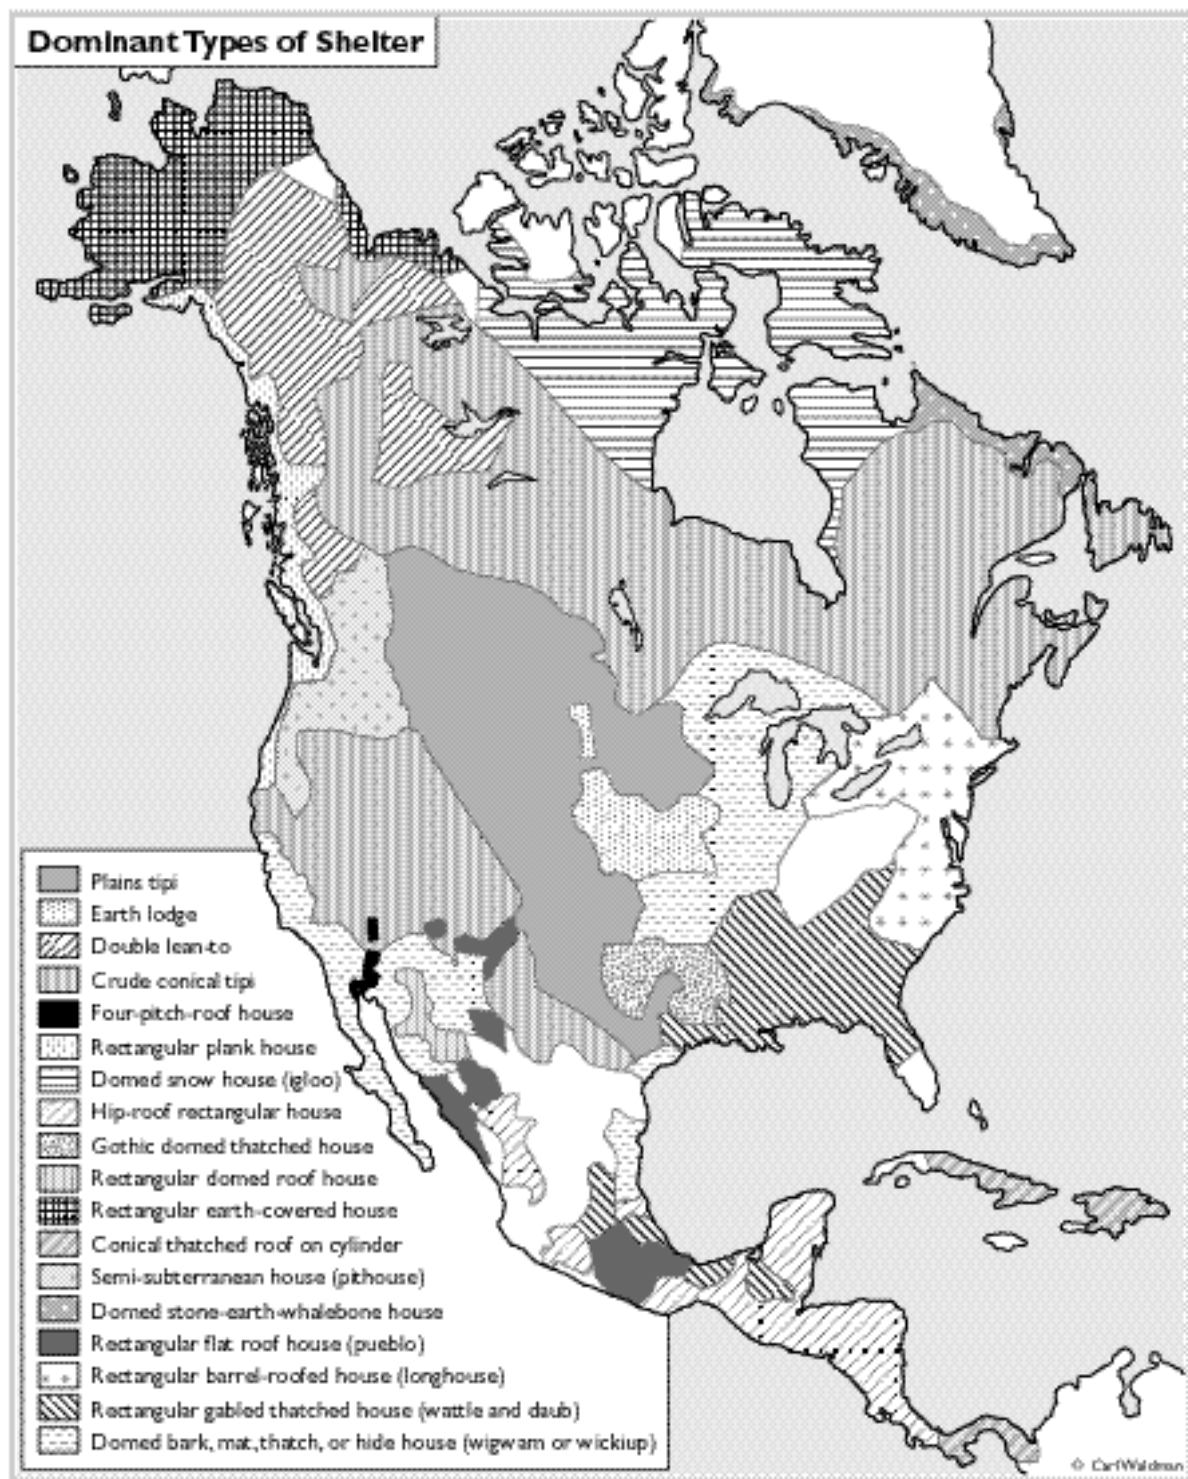 Dominant Types of Shelter
Plains tipi
Earth lodge
Double lean-to
Crude conical tipi
Four-pitch-roof house
Rectangular plank house
Domed snow house (igloo)
Hip-roof rectangular house
Gothic domed thatched house
Rectangular domed roof house
Rectangular earth-covered house
Conical thatched roof on cylinder
Semi-subterranean house (pithouse)
Domed stone-earth-whalebone house
Rectangular flat roof house (pueblo)
Rectangular barrel-roofed house (longhouse)
Rectangular gabled thatched house (wattle and daub)
Domed bark, mat, thatch, or hide house (wigwam or wickiup)
© Carl Waldman